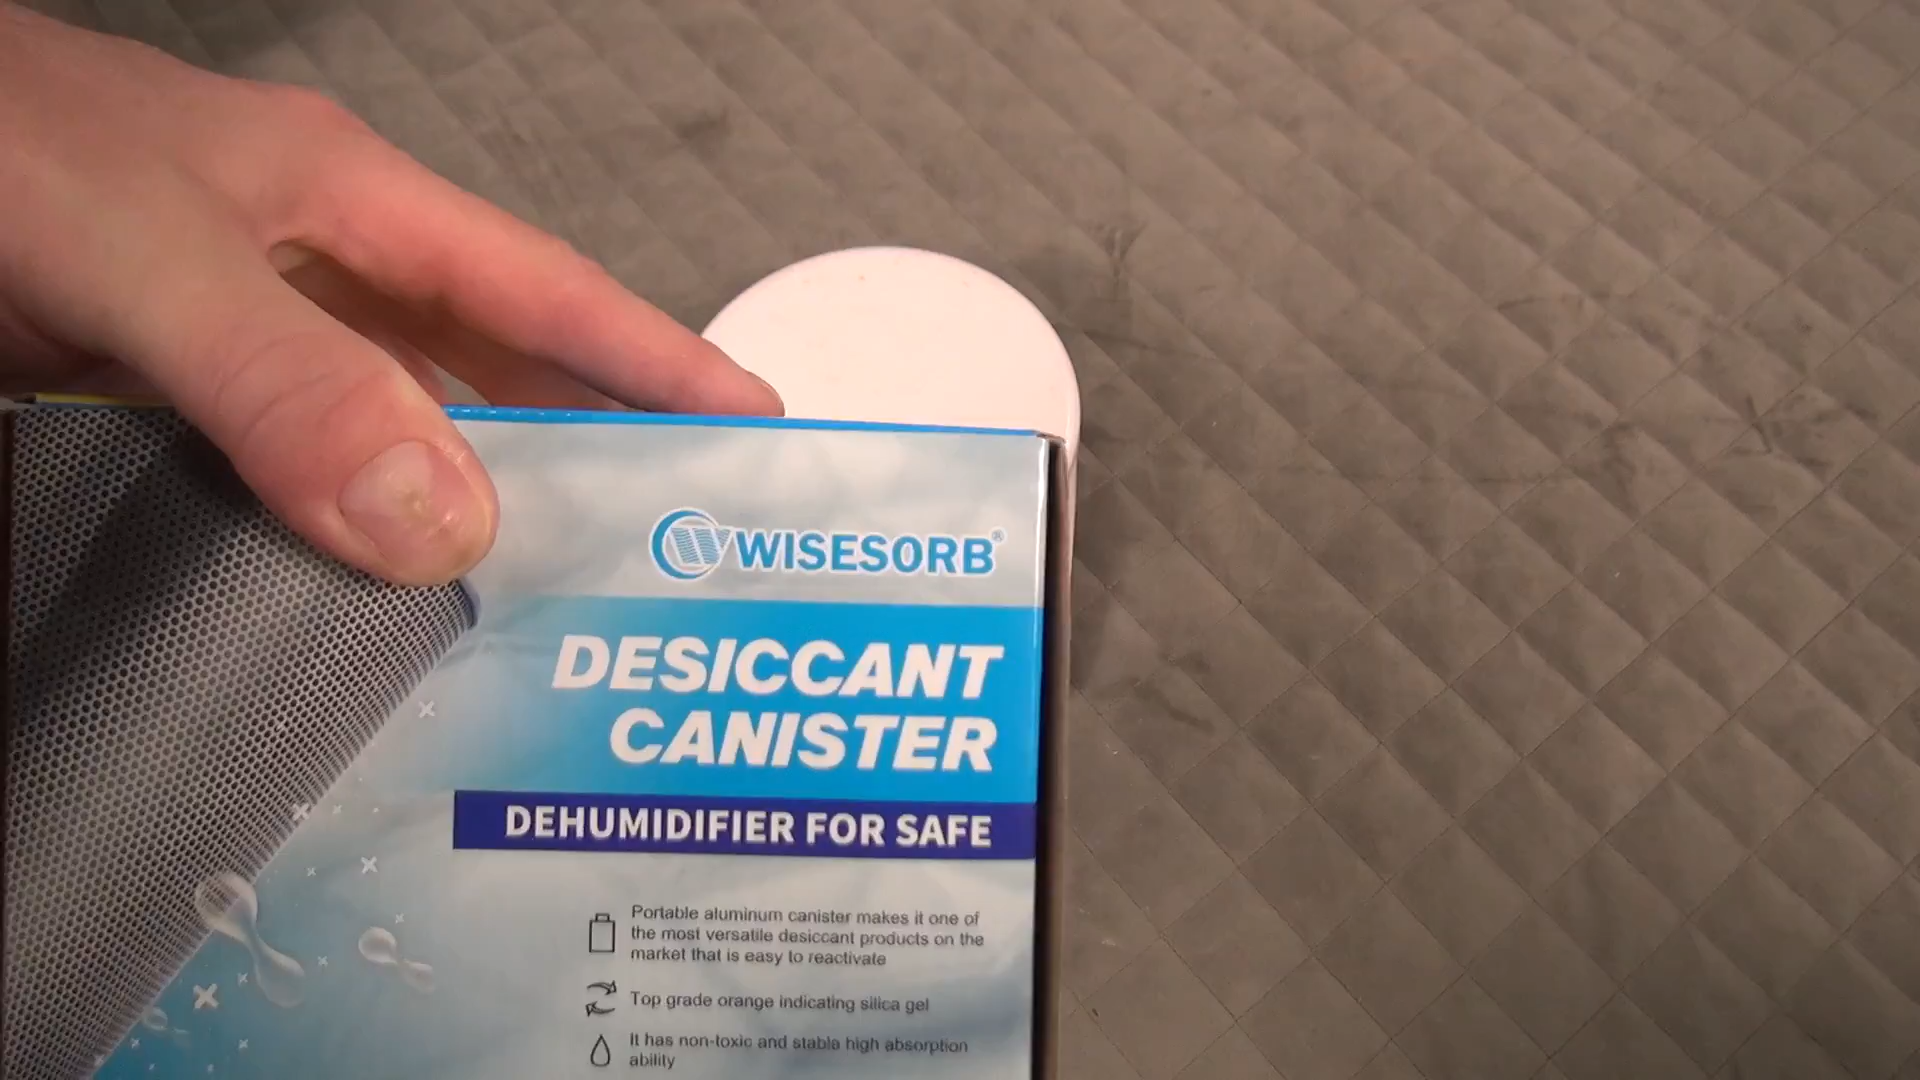 WISESORB®
DESICCANT
CANISTER
DEHUMIDIFIER FOR SAFE
Portable aluminum canister makes it one of
the most versatile desiccant products on the
market that is easy to reactivate
Top grade orange indicating silica gel
It has non-toxic and stable high absorption
ability